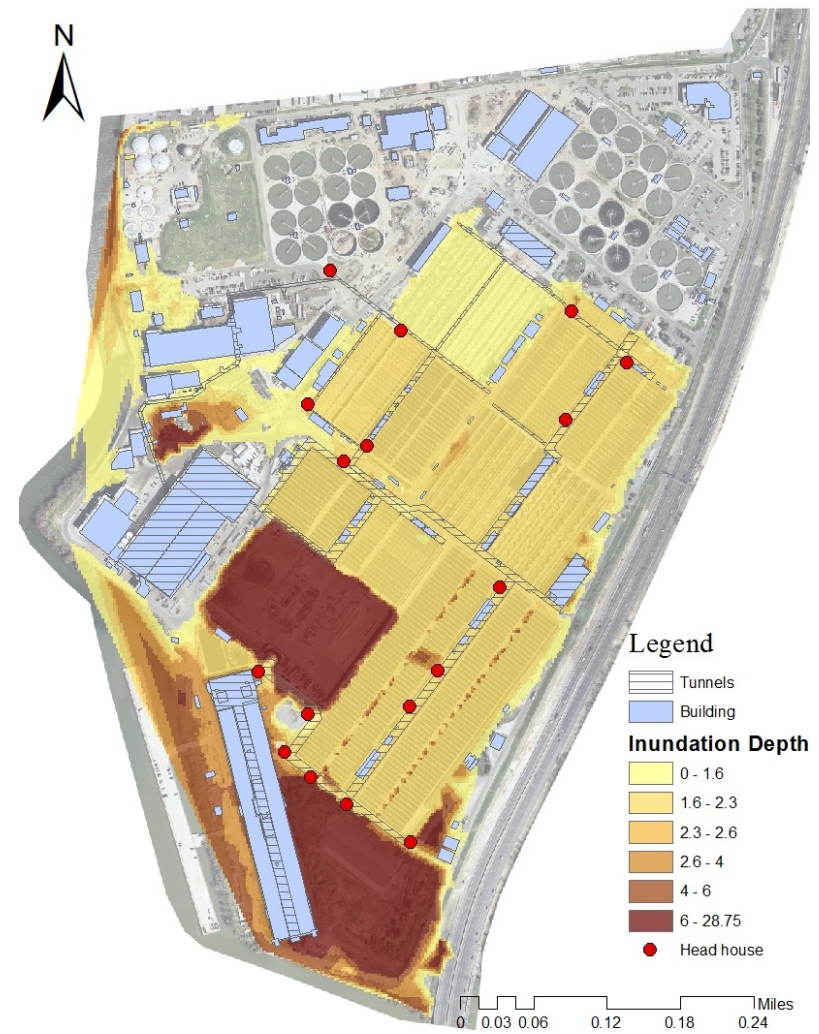 N
Legend
Tunnels
Building
Inundation Depth
0 - 1.6
1.6 - 2.3
2.3 - 2.6
2.6 - 4
4 - 6
6 - 28.75
Head house
Miles
0 0.03 0.06 0.12 0.18 0.24